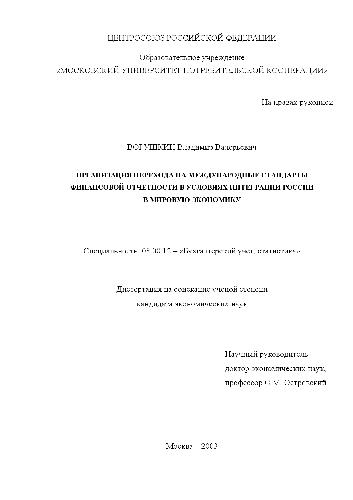 ЦЕНТРОСОЮЗ РОССИЙСКОЙ ФЕДЕРАЦИИ
Образовательное учреждение
«МОСКОВСКИЙ УНИВЕРСИТЕТ ПОТРЕБИТЕЛЬСКОЙ КООПЕРАЦИИ»
На правах рукописи
Владимир Валерьевич
ОРГАНИЗАЦИЯ ПЕРЕХОДА НА МЕЖДУНАРОДНЫЕ СТАНДАРТЫ
ФИНАНСОВОЙ ОТЧЕТНОСТИ В УСЛОВИЯХ ИНТЕГРАЦИИ РОССИИ
В МИРОВУЮ ЭКОНОМИКУ
Специальность 08.00.12 – «Бухгалтерский учет, статистика»
Диссертация на соискание ученой степени
кандидата экономических наук
Научный руководитель
доктор экономических наук,
профессор О.М. Островский
Москва – 2003